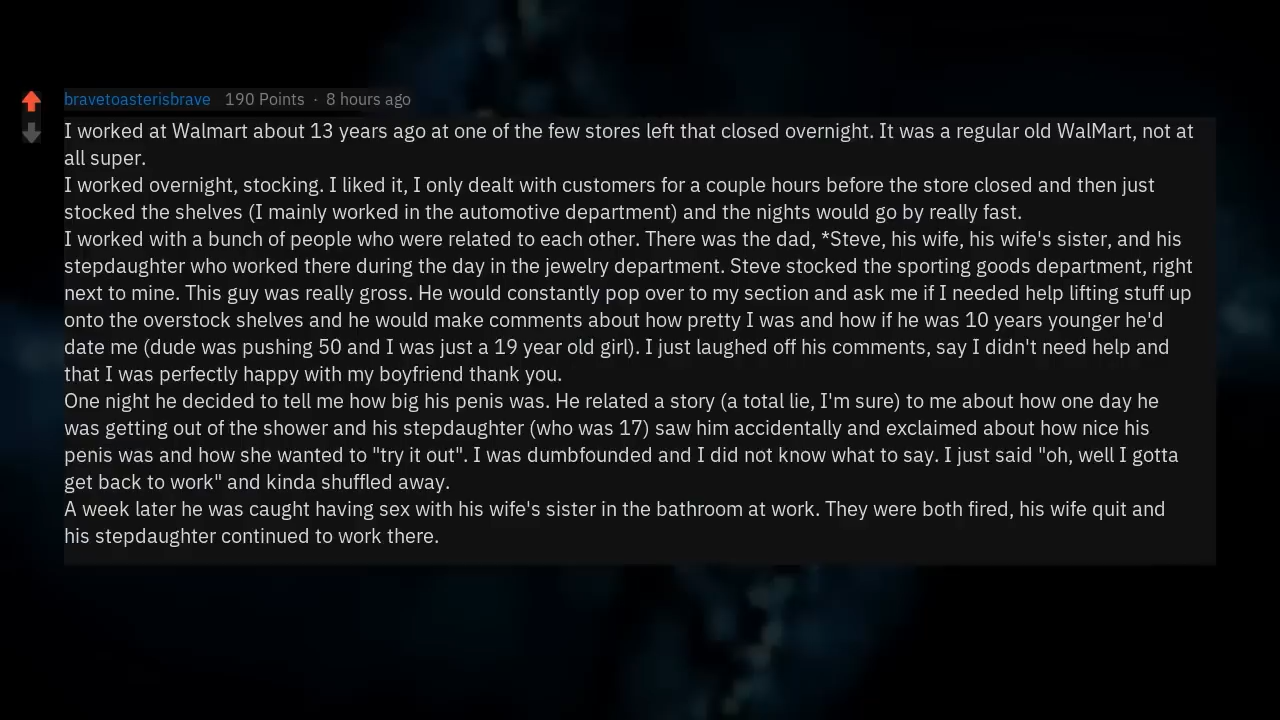 bravetoasterisbrave 190 Points · 8 hours ago
I worked at Walmart about 13 years ago at one of the few stores left that closed overnight. It was a regular old WalMart, not at
all super.
I worked overnight, stocking. I liked it, I only dealt with customers for a couple hours before the store closed and then just
stocked the shelves (I mainly worked in the automotive department) and the nights would go by really fast.
I worked with a bunch of people who were related to each other. There was the dad, *Steve, his wife, his wife's sister, and his
stepdaughter who worked there during the day in the jewelry department. Steve stocked the sporting goods department, right
next to mine. This guy was really gross. He would constantly pop over to my section and ask me if I needed help lifting stuff up
onto the overstock shelves and he would make comments about how pretty I was and how if he was 10 years younger he'd
date me (dude was pushing 50 and I was just a 19 year old girl). I just laughed off his comments, say I didn't need help and
that I was perfectly happy with my boyfriend thank you.
One night he decided to tell me how big his penis was. He related a story (a total lie, I'm sure) to me about how one day he
was getting out of the shower and his stepdaughter (who was 17) saw him accidentally and exclaimed about how nice his
penis was and how she wanted to "try it out". I was dumbfounded and I did not know what to say. I just said "oh, well I gotta
get back to work" and kinda shuffled away.
A week later he was caught having sex with his wife's sister in the bathroom at work. They were both fired, his wife quit and
his stepdaughter continued to work there.